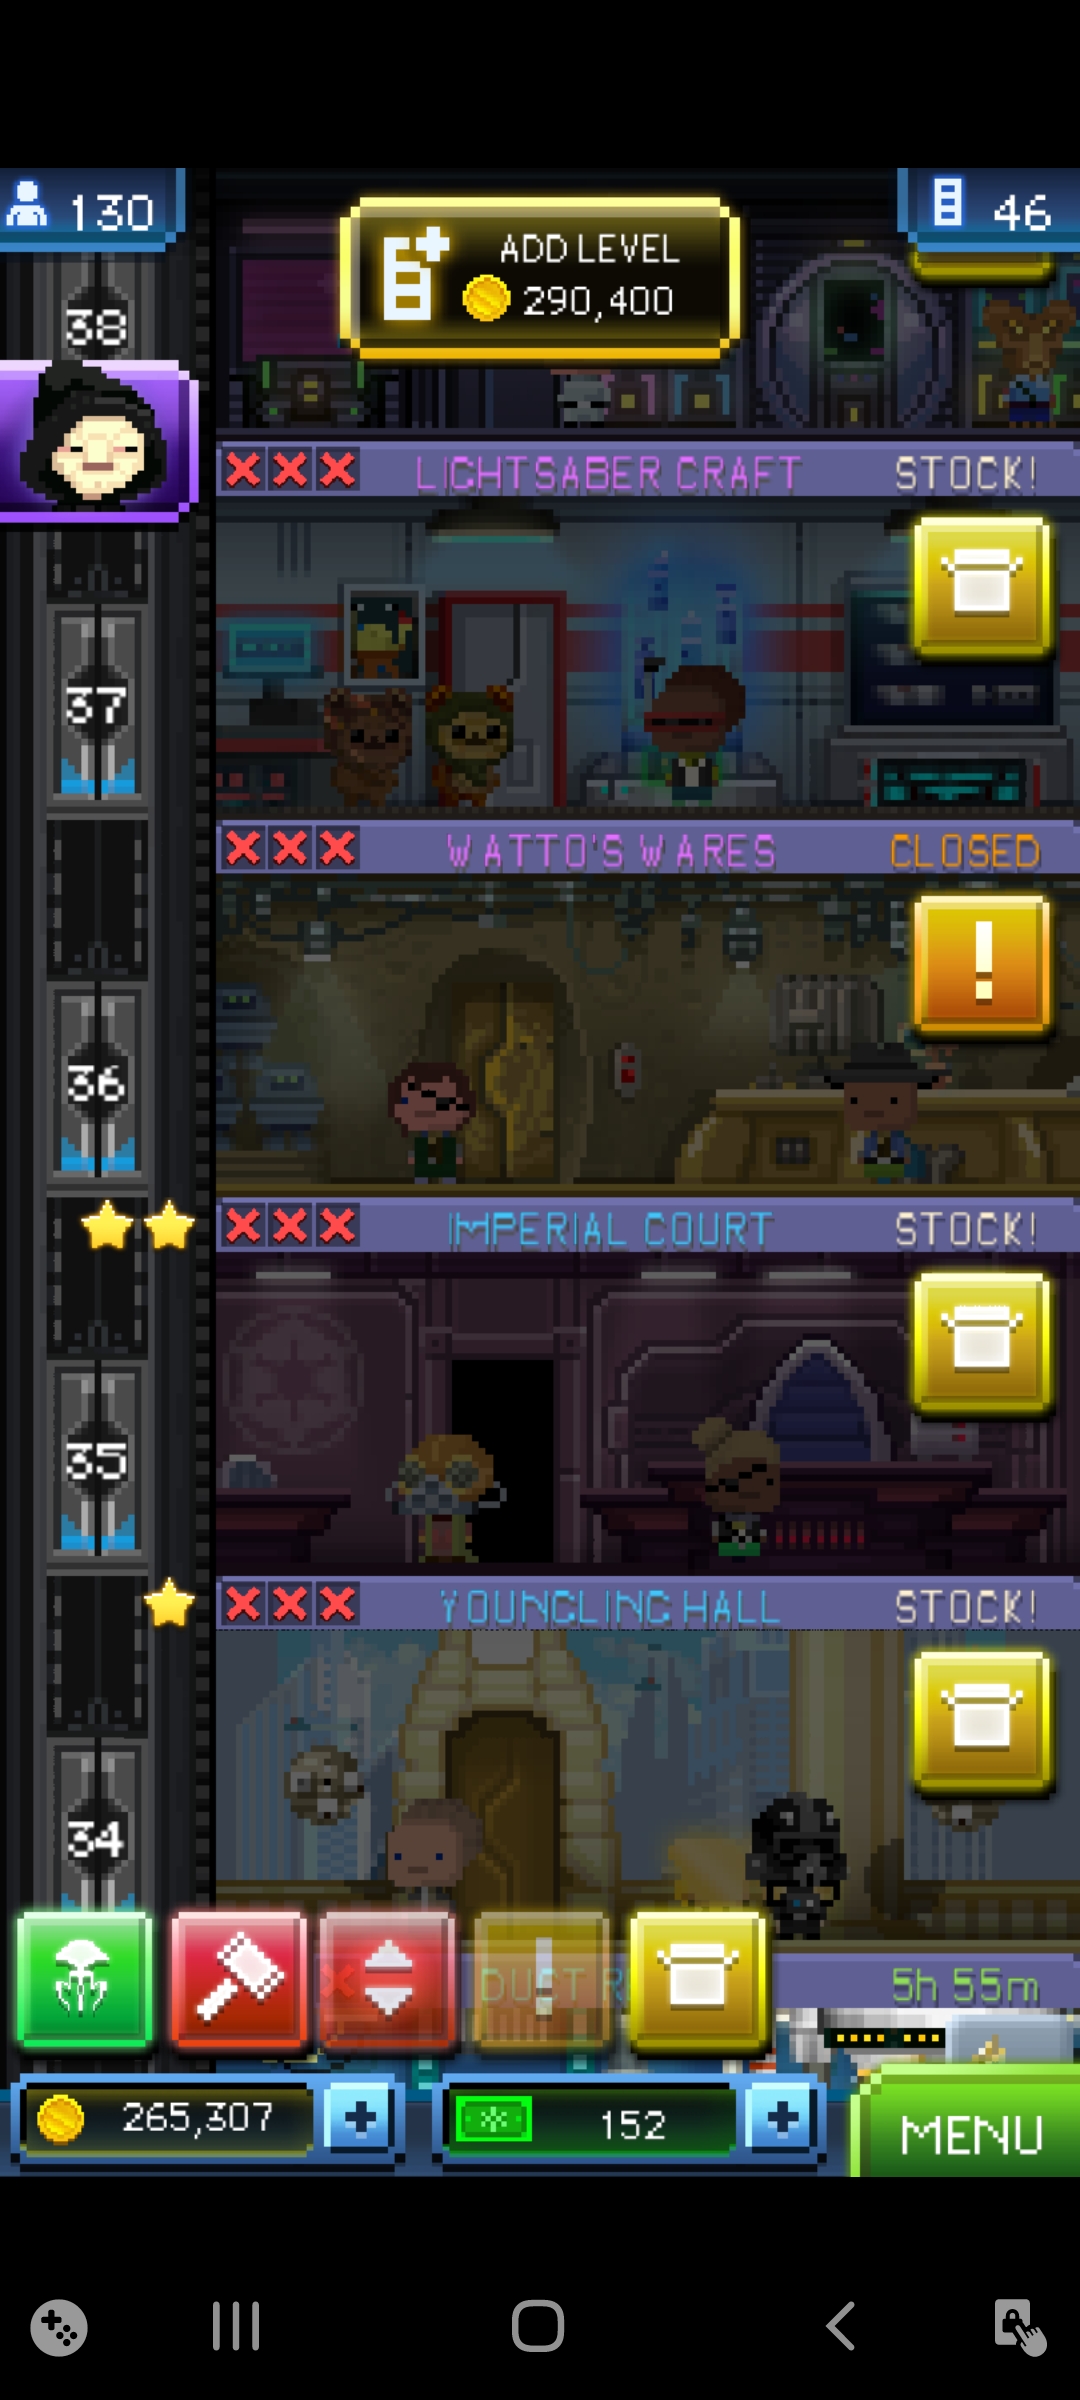 130
ADD LEVEL
290,400
46
38
LIGHTSABER CRAFT STOCK!
37
WATTO'S WARES CLOSED
36
IMPERIAL COURT STOCK!
35
YOUNGLING HALL STOCK!
34
DUST R
5h 55m
265,307
152
MENU